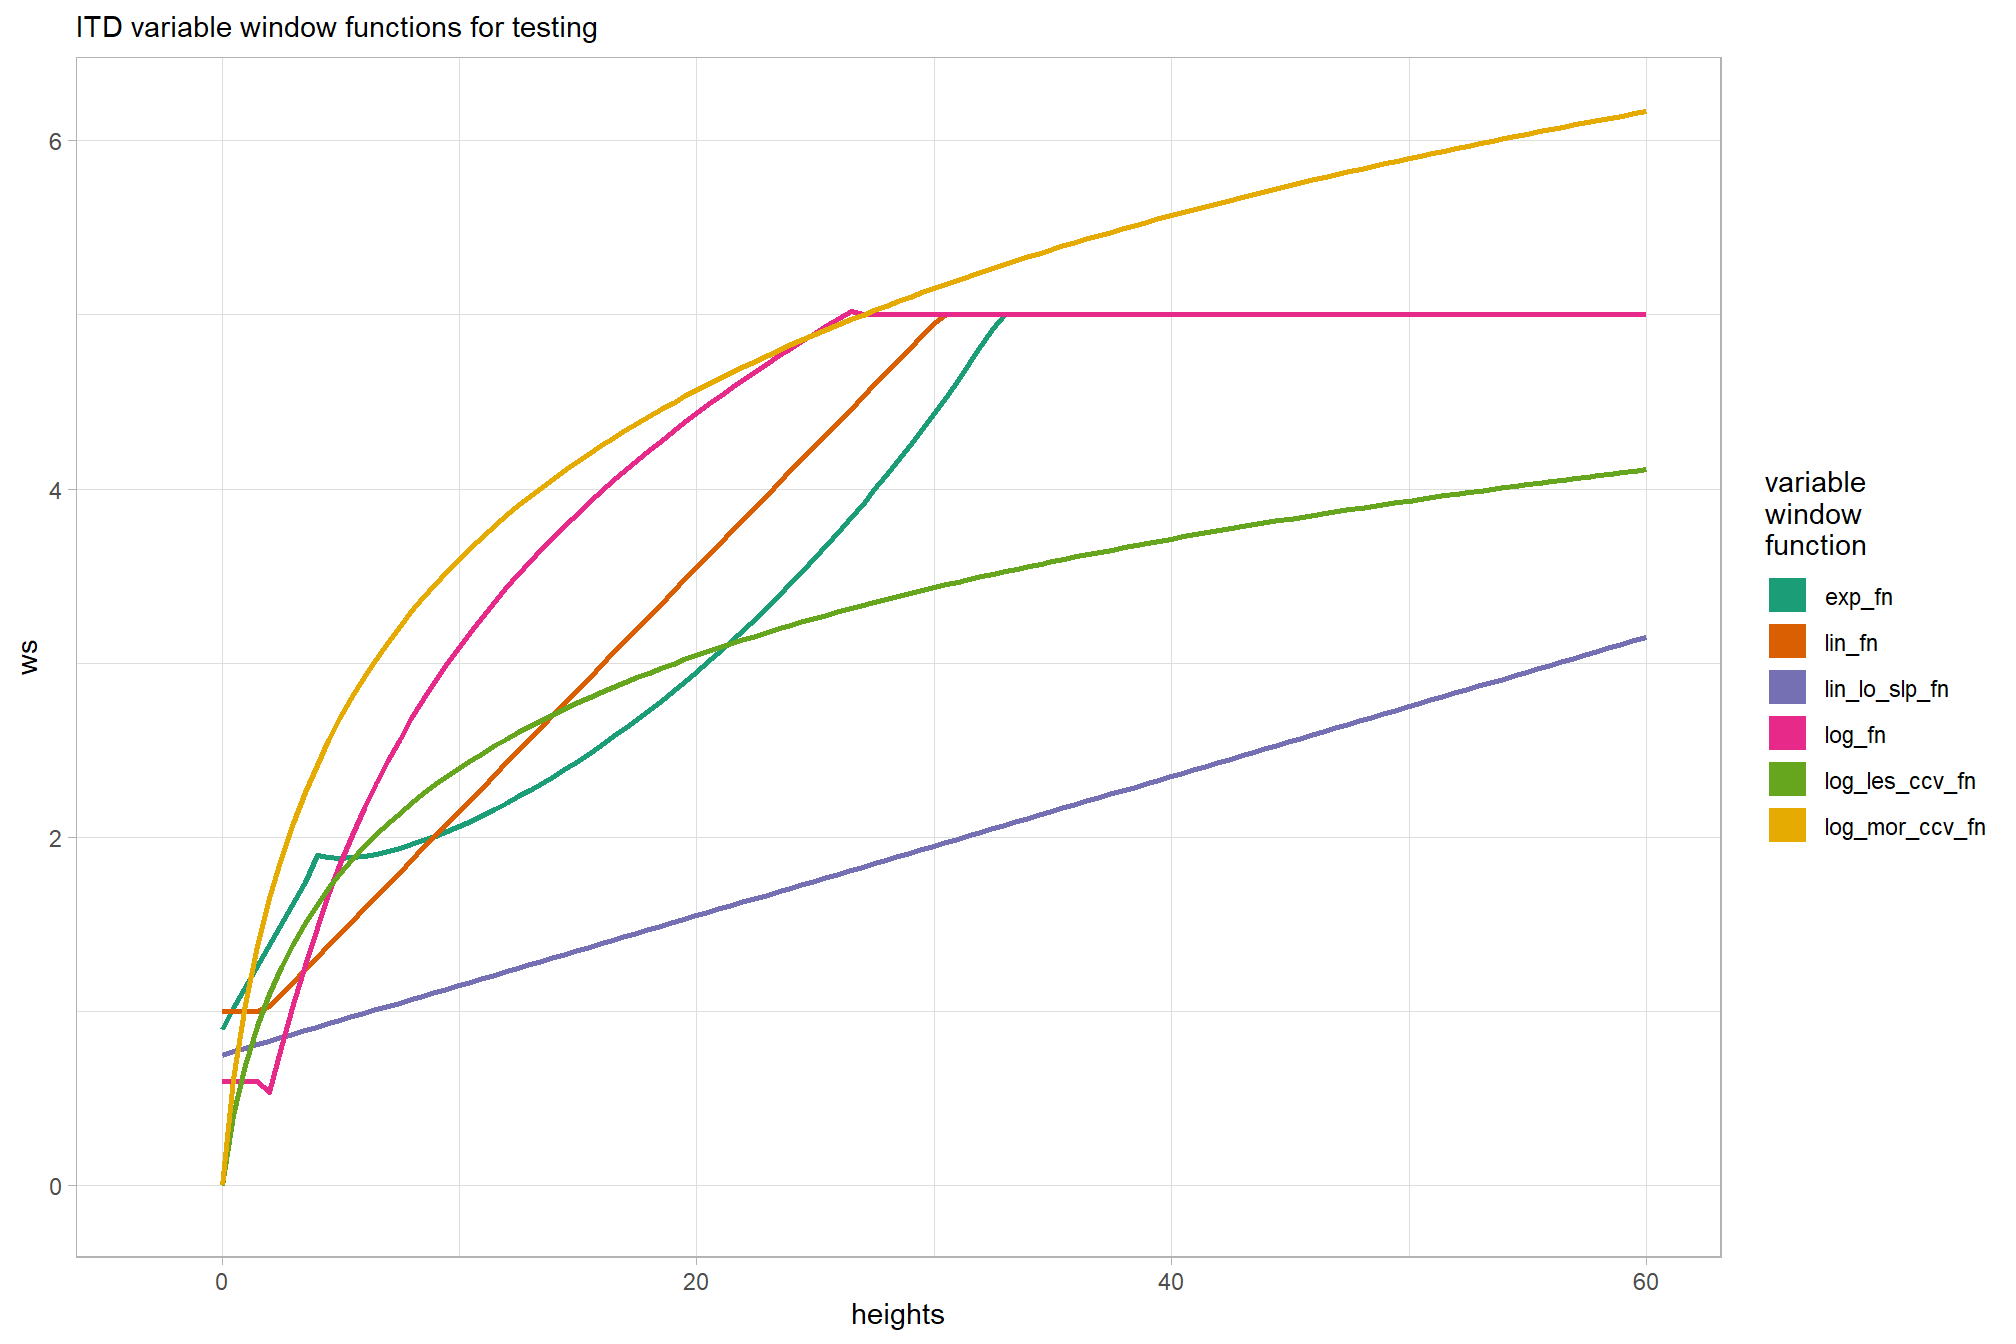 ITD variable window functions for testing
6
4
2
0
ws
0 20 40 60
heights
variable
window
function
exp_fn
lin_fn
lin_lo_slp_fn
log_fn
log_les_ccv_fn
log_mor_ccv_fn